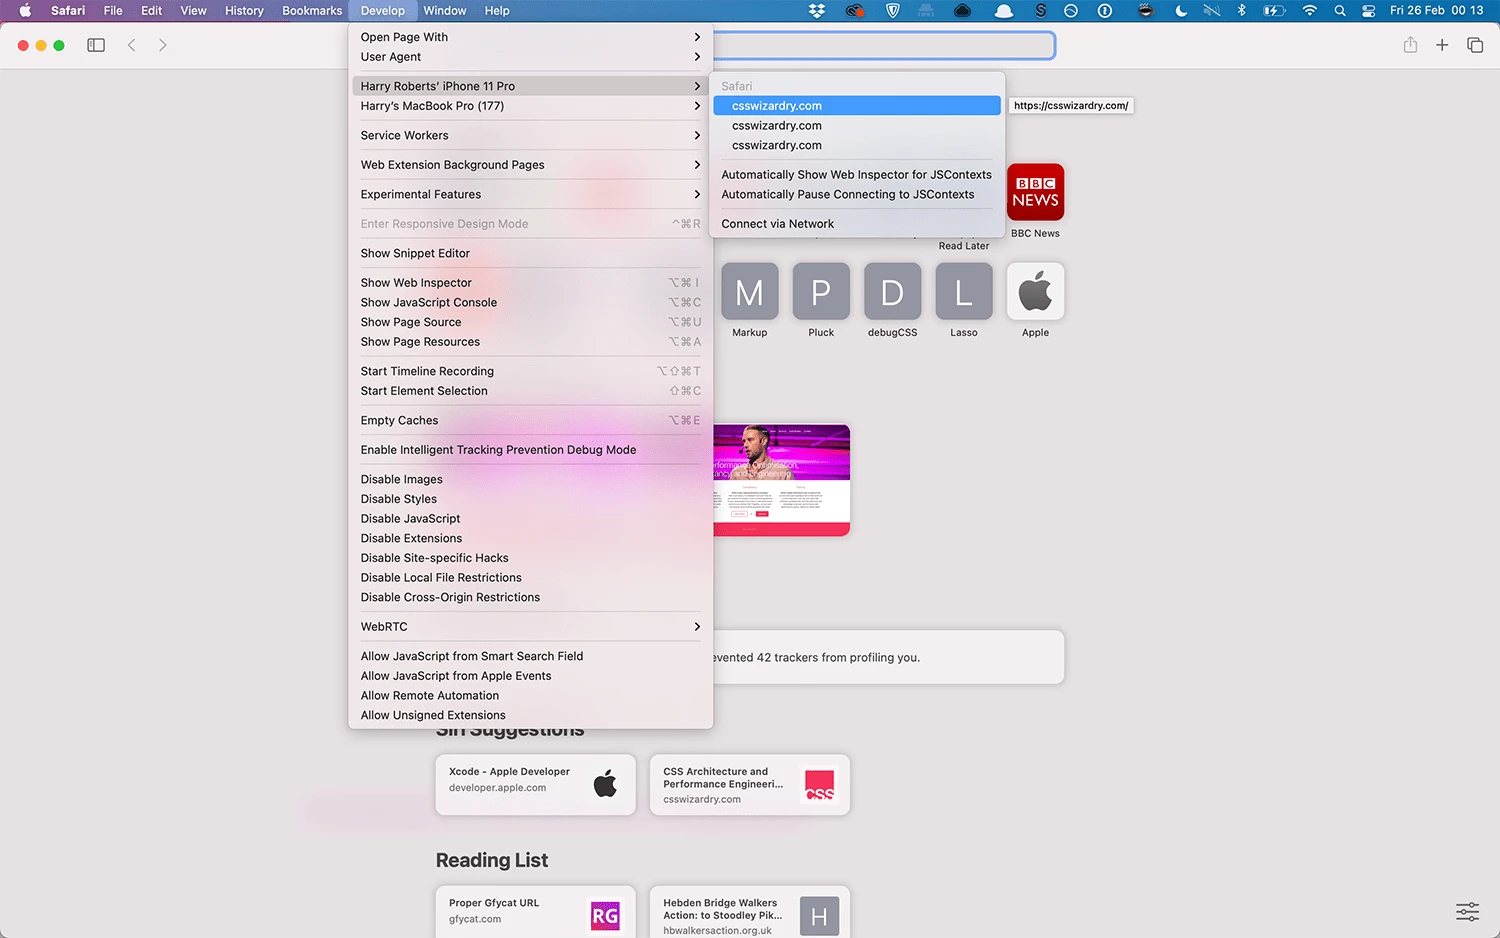 Safari File Edit View History Bookmarks Develop Window Help
Fri 26 Feb 00 13
Open Page With
User Agent
Harry Roberts’ iPhone 11 Pro
Harry’s MacBook Pro (177)
Service Workers
Web Extension Background Pages
Experimental Features
Enter Responsive Design Mode ^⌘R
Show Snippet Editor
Show Web Inspector ⌥⌘I
Show JavaScript Console ⌥⌘C
Show Page Source ⌥⌘U
Show Page Resources ⌥⌘A
Start Timeline Recording ⌥⇧⌘T
Start Element Selection ⇧⌘C
Empty Caches ⌥⌘E
Enable Intelligent Tracking Prevention Debug Mode
Disable Images
Disable Styles
Disable JavaScript
Disable Extensions
Disable Site-specific Hacks
Disable Local File Restrictions
Disable Cross-Origin Restrictions
WebRTC
Allow JavaScript from Smart Search Field
Allow JavaScript from Apple Events
Allow Remote Automation
Allow Unsigned Extensions
Safari
csswizardry.com
csswizardry.com
csswizardry.com
Automatically Show Web Inspector for JSContexts
Automatically Pause Connecting to JSContexts
Connect via Network
https://csswizardry.com/
BBC
NEWS
BBC News
Read Later
M P D L
Markup Pluck debugCSS Lasso Apple
evented 42 trackers from profiling you.
Siri Suggestions
Xcode - Apple Developer
developer.apple.com
CSS Architecture and
Performance Engineeri...
csswizardry.com
CSS
Reading List
Proper Gfycat URL
gfycat.com
RG
Hebden Bridge Walkers
Action: to Stoodley Pik...
hbwalkersaction.org.uk
H